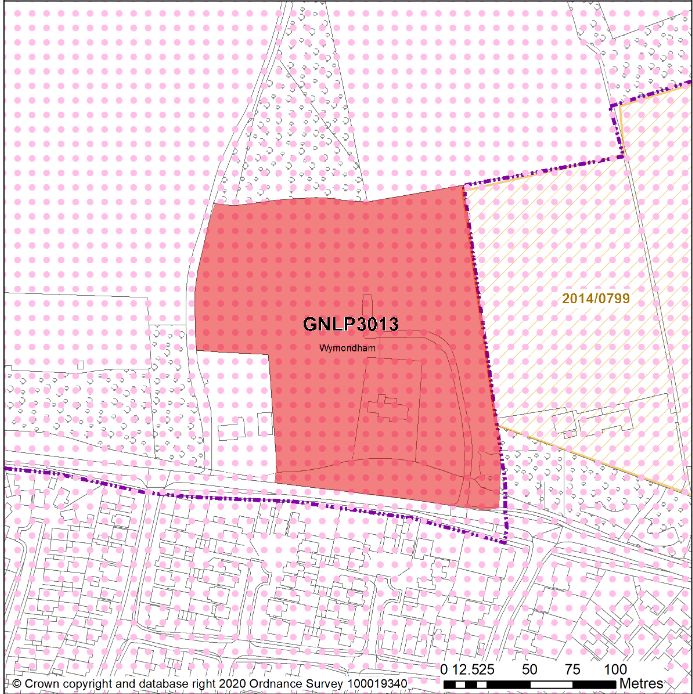 2014/0799
GNLP3013
Wymondham
© Crown copyright and database right 2020 Ordnance Survey 100019340
0 12.525 50 75 100
Metres